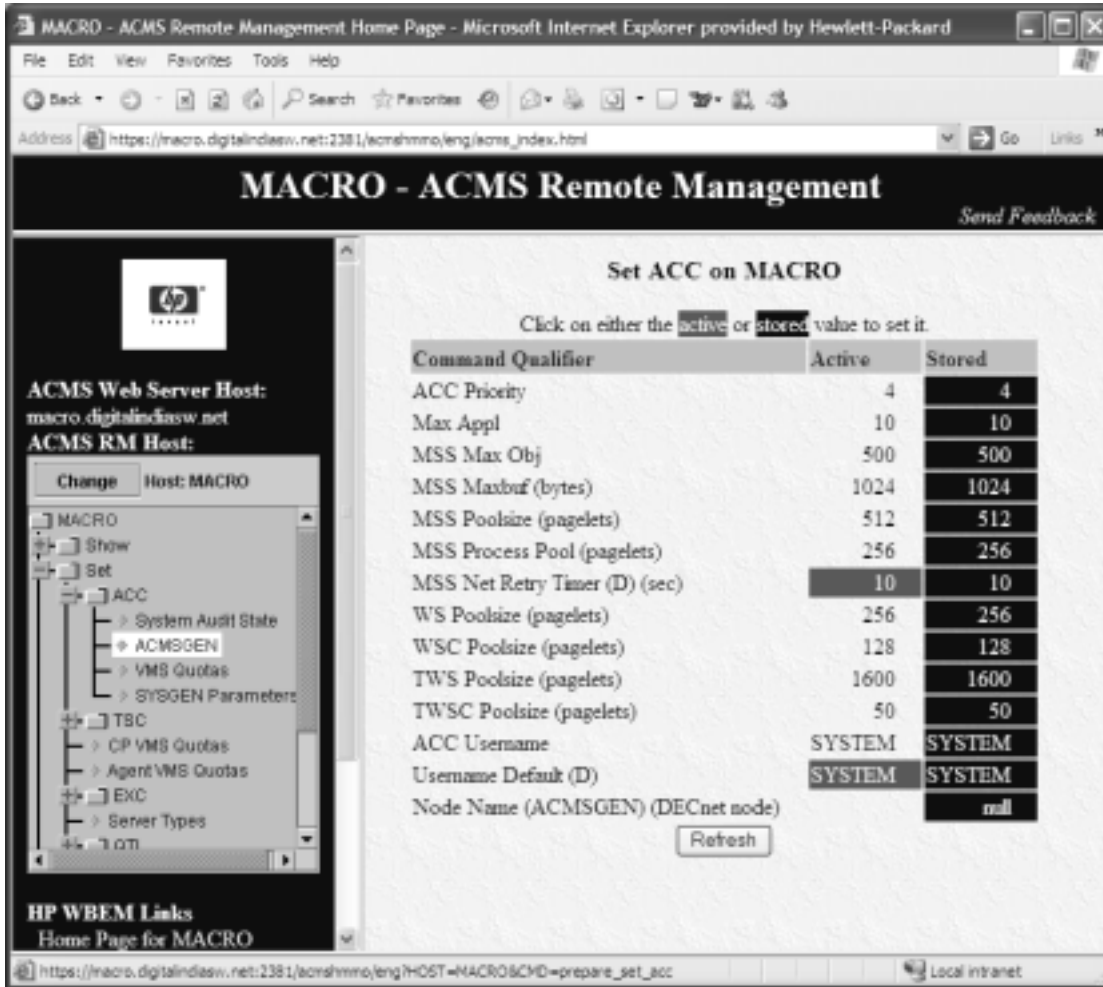 MACRO - ACMS Remote Management Home Page - Microsoft Internet Explorer provided by Hewlett-Packard
File Edit View Favorites Tools Help
Back Search Favorites
Address https://macro.digitalindiasw.net:2381/acmshmmo/eng/acms_index.html Go Links
MACRO - ACMS Remote Management
Send Feedback
hp
invent
ACMS Web Server Host:
macro.digitalindiasw.net
ACMS RM Host:
Change Host: MACRO
MACRO
Show
Set
ACC
System Audit State
ACMSGEN
VMS Quotas
SYSGEN Parameters
TBC
CP VMS Quotas
Agent VMS Quotas
EXC
Server Types
QTI
HP WBEM Links
Home Page for MACRO
Set ACC on MACRO
Click on either the active or stored value to set it.
Command Qualifier Active Stored
ACC Priority 4 4
Max Appl 10 10
MSS Max Obj 500 500
MSS Maxbuf (bytes) 1024 1024
MSS Poolsize (pagelets) 512 512
MSS Process Pool (pagelets) 256 256
MSS Net Retry Timer (D) (sec) 10 10
WS Poolsize (pagelets) 256 256
WSC Poolsize (pagelets) 128 128
TWS Poolsize (pagelets) 1600 1600
TWSC Poolsize (pagelets) 50 50
ACC Username SYSTEM SYSTEM
Username Default (D) SYSTEM SYSTEM
Node Name (ACMSGEN) (DECnet node) null
Refresh
https://macro.digitalindiasw.net:2381/acmshmmo/eng?HOST=MACRO&CMD=prepare_set_acc Local intranet